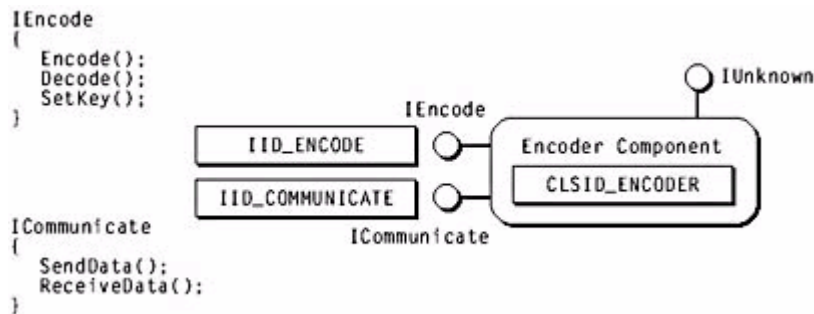 IEncode
{
Encode();
Decode();
SetKey();
}
IUnknown
IEncode
IID_ENCODE
Encoder Component
CLSID_ENCODER
IID_COMMUNICATE
ICommunicate
ICommunicate
{
SendData();
ReceiveData();
}